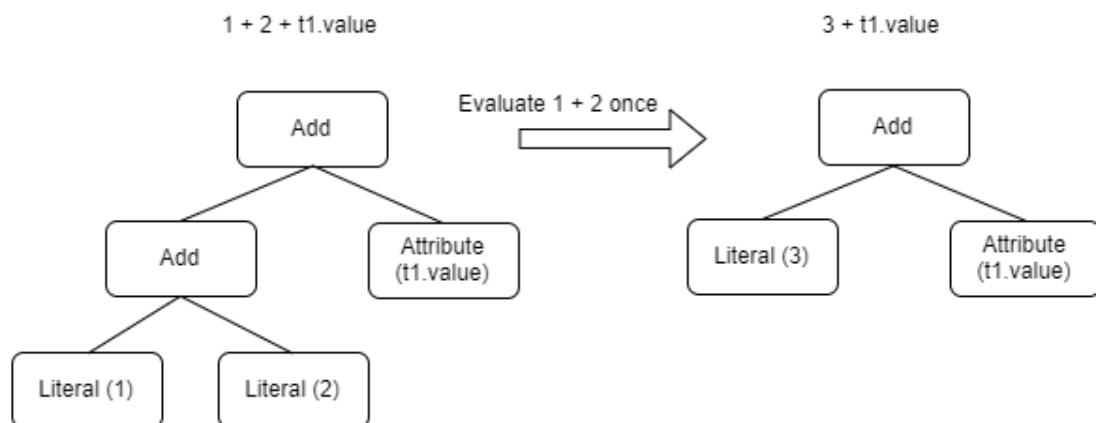 1 + 2 + t1.value
3 + t1.value
Evaluate 1 + 2 once
Add
Add
Add
Attribute
(t1.value)
Literal (3)
Attribute
(t1.value)
Literal (1)
Literal (2)